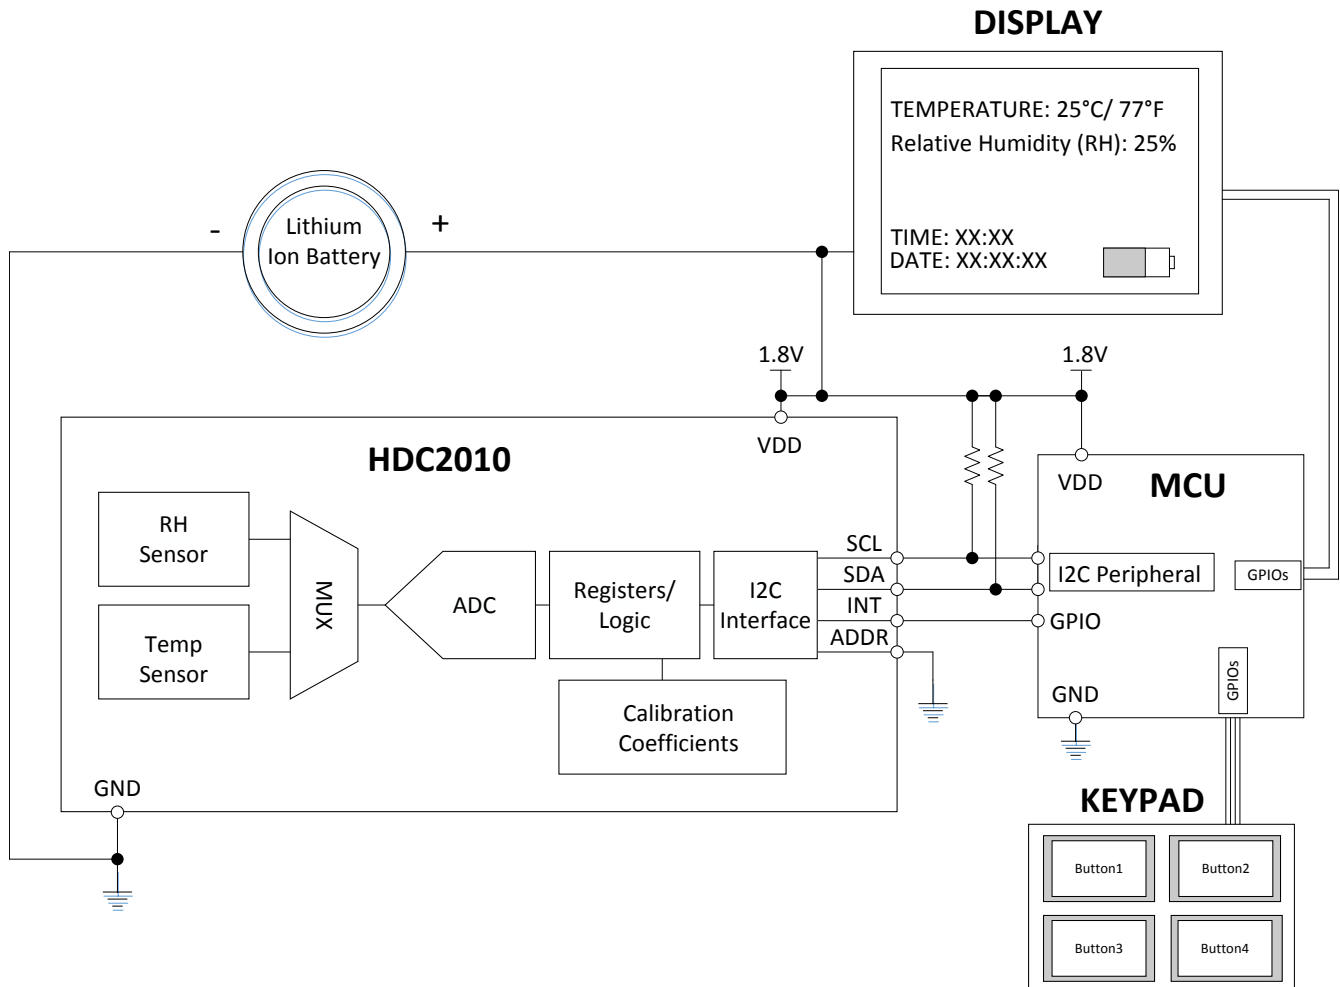 DISPLAY
TEMPERATURE: 25°C/ 77°F
Relative Humidity (RH): 25%
TIME: XX:XX
DATE: XX:XX:XX
-
Lithium
Ion Battery
+
1.8V
1.8V
VDD
HDC2010
RH
Sensor
Temp
Sensor
MUX
ADC
Registers/
Logic
I2C
Interface
Calibration
Coefficients
SCL
SDA
INT
ADDR
GND
VDD
MCU
I2C Peripheral
GPIOs
GPIO
GPIOs
GND
KEYPAD
Button1
Button2
Button3
Button4